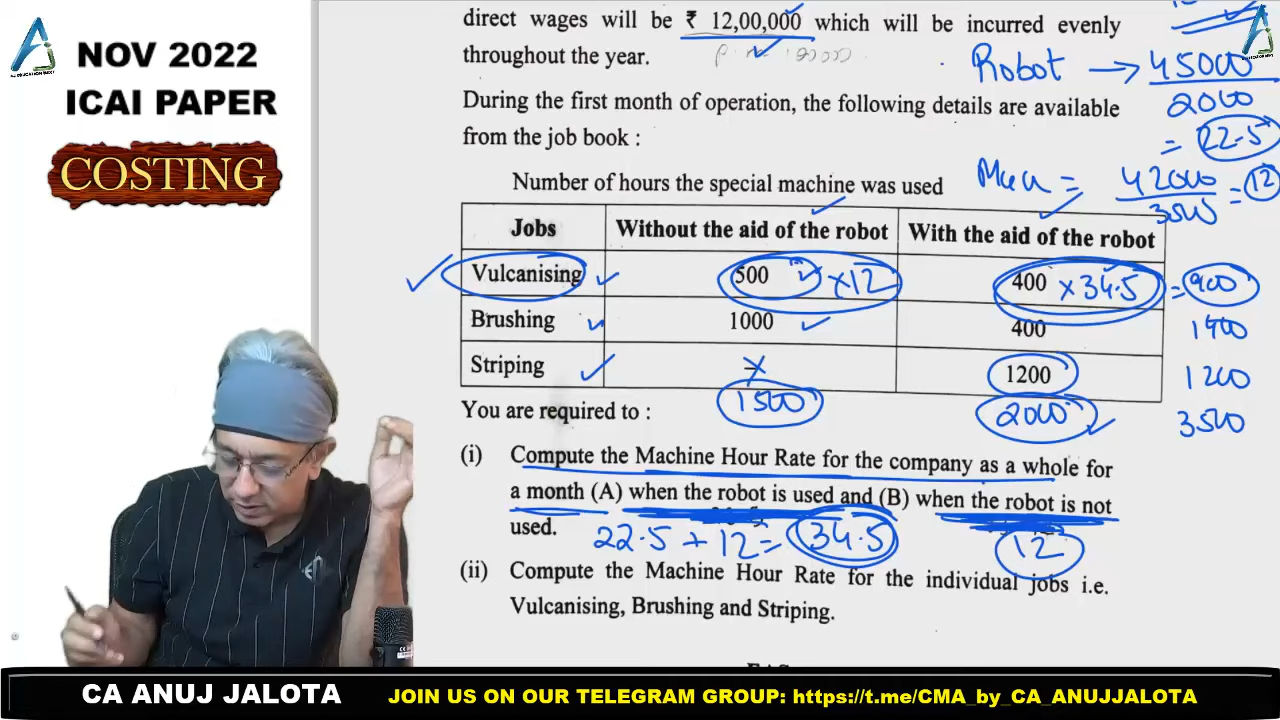 NOV 2022
ICAI PAPER
COSTING
direct wages will be ₹ 12,00,000 which will be incurred evenly
throughout the year.
During the first month of operation, the following details are available
from the job book :
Robot → 45000
2000
= 22.5
= 42000 = 12
3500
Number of hours the special machine was used
Jobs Without the aid of the robot With the aid of the robot
Vulcanising 500 ×12 400 ×34.5 = 900
Brushing 1000 400 1400
Striping - 1200 1200
1500 2000 3500
You are required to :
(i) Compute the Machine Hour Rate for the company as a whole for
a month (A) when the robot is used and (B) when the robot is not
used. 22.5 + 12 = 34.5 12
(ii) Compute the Machine Hour Rate for the individual jobs i.e.
Vulcanising, Brushing and Striping.
CA ANUJ JALOTA JOIN US ON OUR TELEGRAM GROUP: https://t.me/CMA_by_CA_ANUJJALOTA